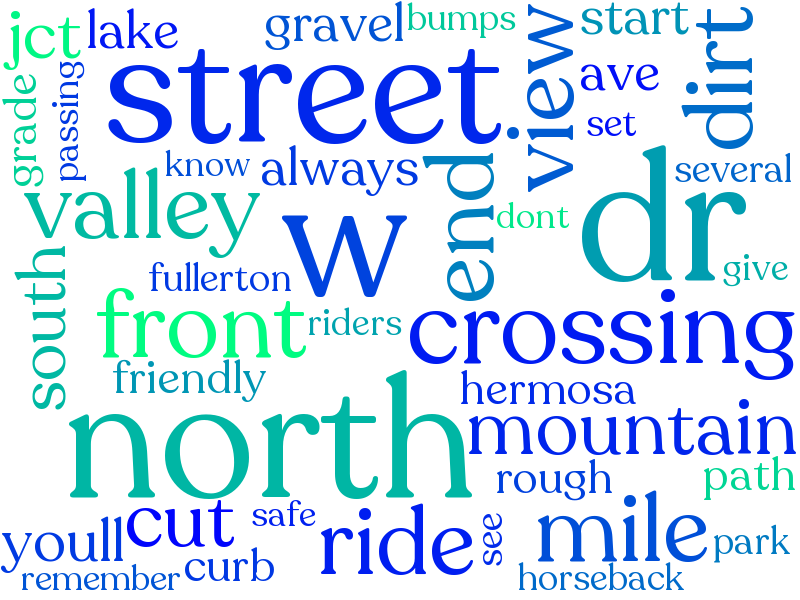 jct
lake
gravel
bumps
start
view
dirt
street
ave
set
grade
passing
know
always
end
several
valley
w
dont
dr
give
south
fullerton
front
riders
crossing
friendly
hermosa
north
mountain
rough
path
cut
safe
ride
see
mile
park
youll
curb
remember
horseback